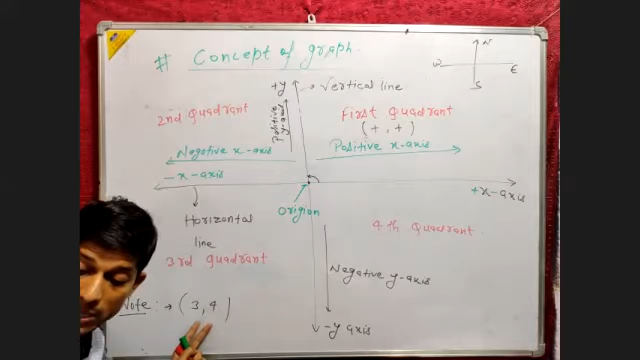 # Concept of graph.
N
W
E
S
+y
→ Vertical line
2nd Quadrant
Positive
y-axis
First Quadrant
(+, +)
Negative x-axis
Positive x-axis
-x-axis
+x-axis
Origion
Horizontal
line
4 th Quadrant.
3rd Quadrant
Negative y-axis
Note :→ (3,4)
-y axis